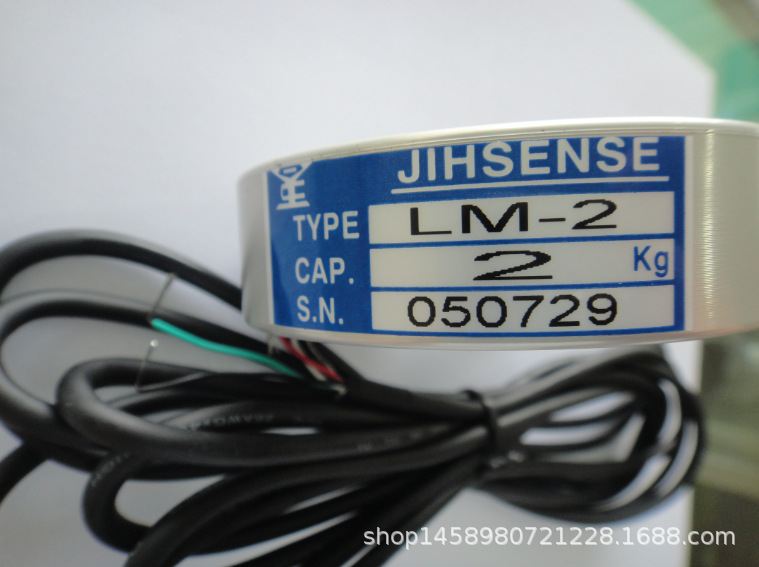 JIHSENSE
TYPE LM-2
CAP. 2 Kg
S.N. 050729
shop1458980721228.1688.com